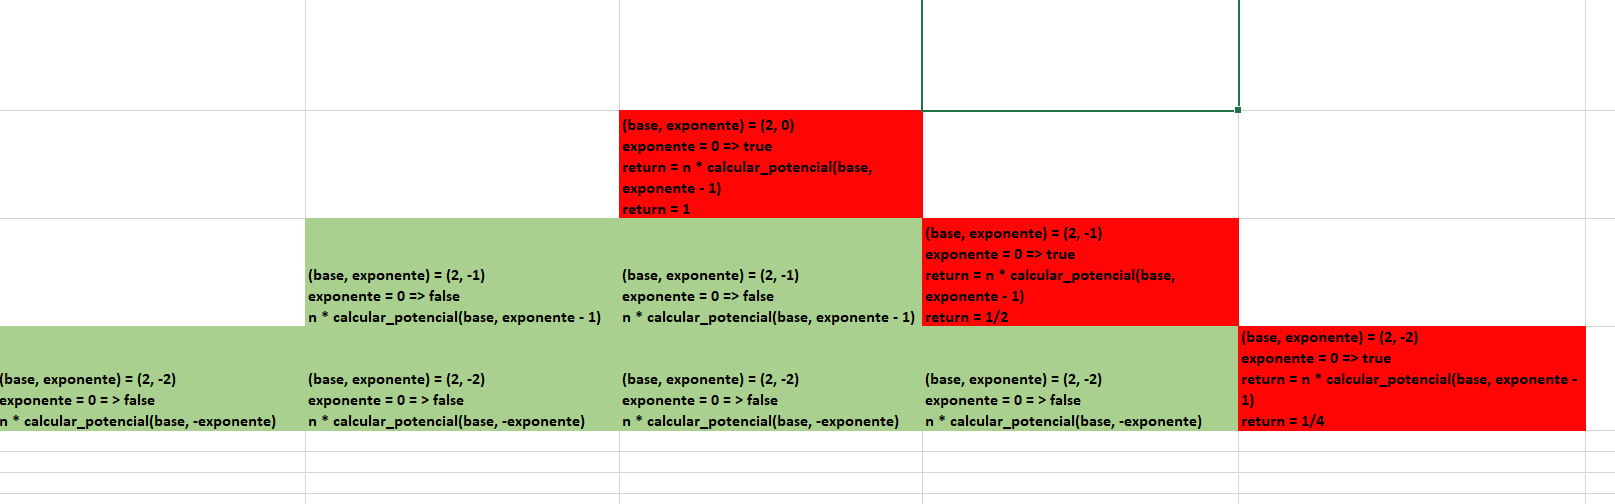 (base, exponente) = (2, 0)
exponente = 0 => true
return = n * calcular_potencial(base,
exponente - 1)
return = 1
(base, exponente) = (2, -1)
exponente = 0 => false
n * calcular_potencial(base, exponente - 1)
(base, exponente) = (2, -1)
exponente = 0 => false
n * calcular_potencial(base, exponente - 1)
(base, exponente) = (2, -1)
exponente = 0 => true
return = n * calcular_potencial(base,
exponente - 1)
return = 1/2
(base, exponente) = (2, -2)
exponente = 0 = > false
n * calcular_potencial(base, -exponente)
(base, exponente) = (2, -2)
exponente = 0 = > false
n * calcular_potencial(base, -exponente)
(base, exponente) = (2, -2)
exponente = 0 = > false
n * calcular_potencial(base, -exponente)
(base, exponente) = (2, -2)
exponente = 0 = > false
n * calcular_potencial(base, -exponente)
(base, exponente) = (2, -2)
exponente = 0 => true
return = n * calcular_potencial(base, exponente -
1)
return = 1/4